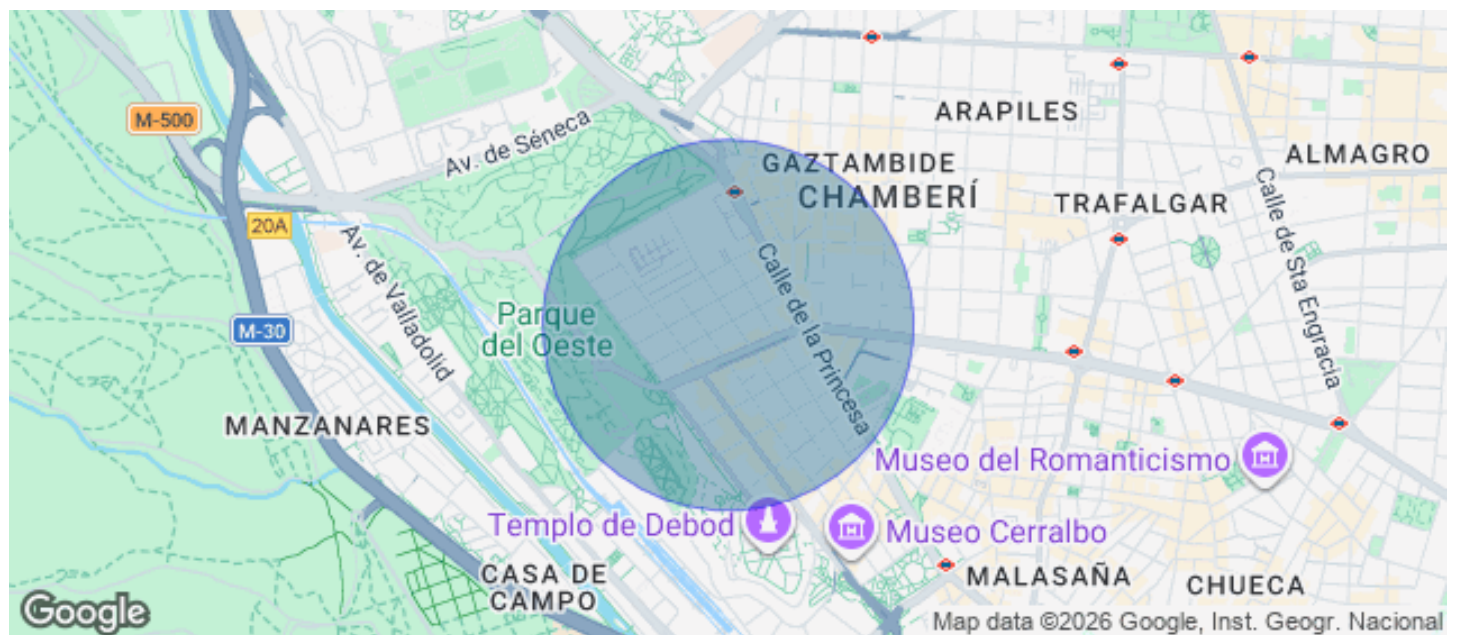 ARAPILES
M-500
Av. de Séneca
GAZTAMBIDE
ALMAGRO
CHAMBERÍ
TRAFALGAR
Calle de Sta Engracia
20A
Av. de Valladolid
Calle de la Princesa
Parque
del Oeste
M-30
MANZANARES
Museo del Romanticismo
Templo de Debod
Museo Cerralbo
CASA DE
CAMPO
MALASAÑA
CHUECA
Google
Map data ©2026 Google, Inst. Geogr. Nacional